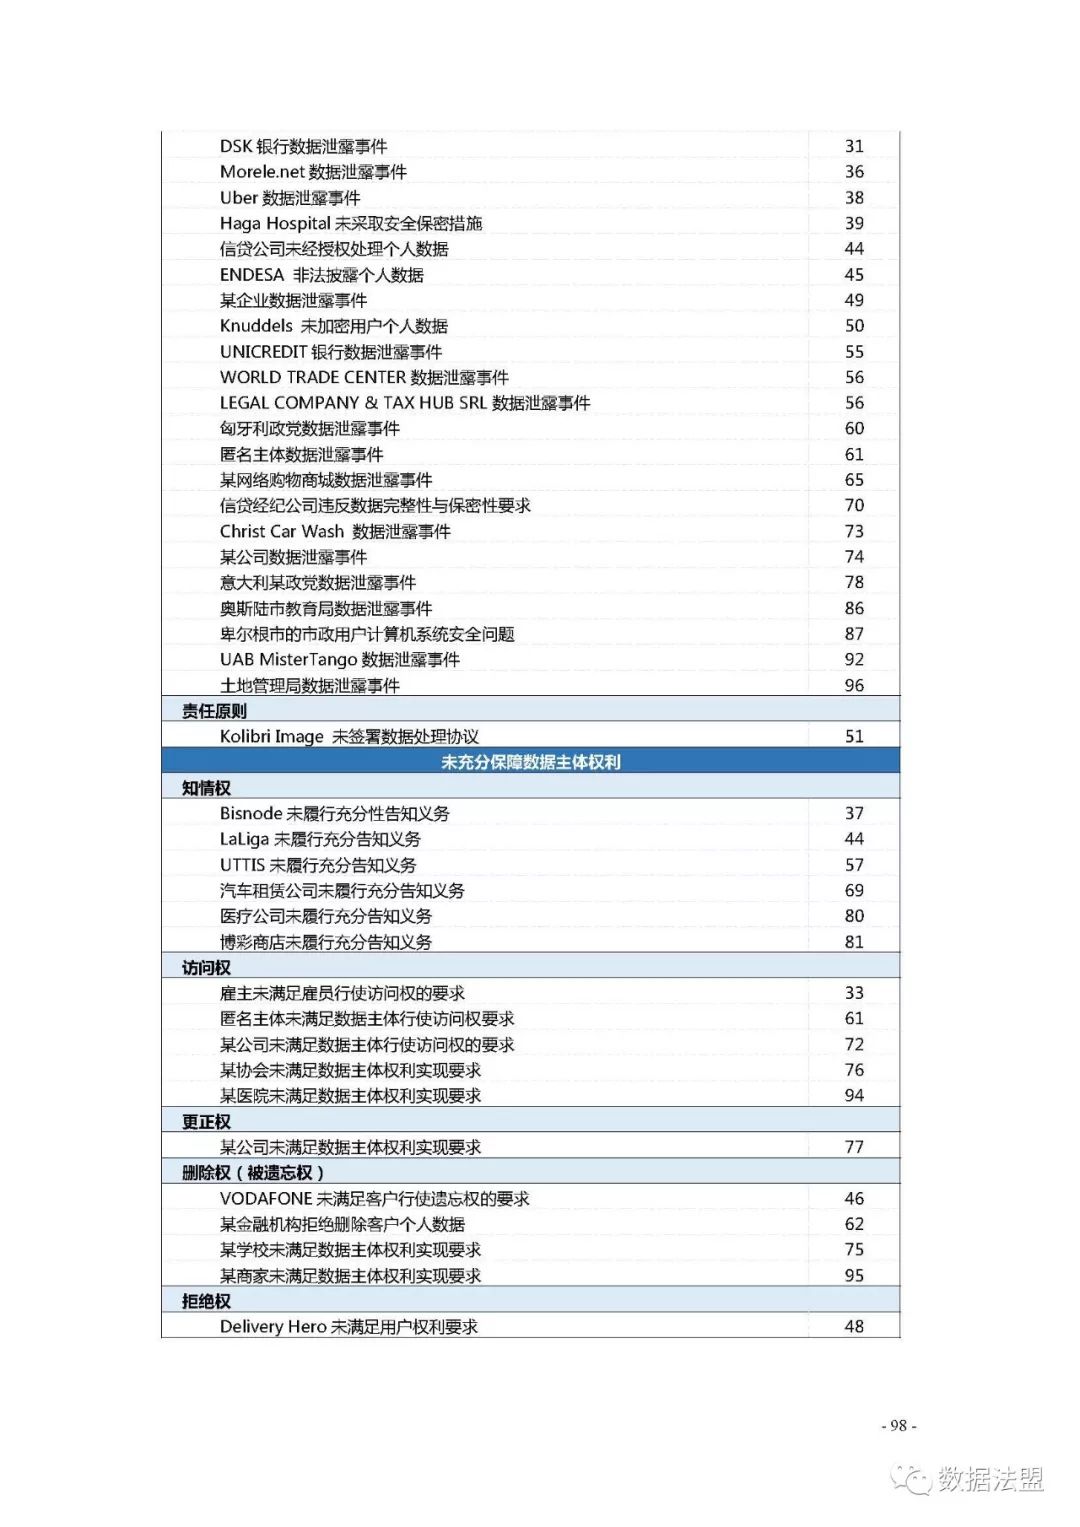 DSK 银行数据泄露事件 31
Morele.net 数据泄露事件 36
Uber 数据泄露事件 38
Haga Hospital 未采取安全保密措施 39
信贷公司未经授权处理个人数据 44
ENDESA 非法披露个人数据 45
某企业数据泄露事件 49
Knuddels 未加密用户个人数据 50
UNICREDIT 银行数据泄露事件 55
WORLD TRADE CENTER 数据泄露事件 56
LEGAL COMPANY & TAX HUB SRL 数据泄露事件 56
匈牙利政党数据泄露事件 60
匿名主体数据泄露事件 61
某网络购物商城数据泄露事件 65
信贷经纪公司违反数据完整性与保密性要求 70
Christ Car Wash 数据泄露事件 73
某公司数据泄露事件 74
意大利某政党数据泄露事件 78
奥斯陆市教育局数据泄露事件 86
卑尔根市的市政用户计算机系统安全问题 87
UAB MisterTango 数据泄露事件 92
土地管理局数据泄露事件 96
责任原则
Kolibri Image 未签署数据处理协议 51
未充分保障数据主体权利
知情权
Bisnode 未履行充分性告知义务 37
LaLiga 未履行充分告知义务 44
UTTIS 未履行充分告知义务 57
汽车租赁公司未履行充分告知义务 69
医疗公司未履行充分告知义务 80
博彩商店未履行充分告知义务 81
访问权
雇主未满足雇员行使访问权的要求 33
匿名主体未满足数据主体行使访问权要求 61
某公司未满足数据主体行使访问权的要求 72
某协会未满足数据主体权利实现要求 76
某医院未满足数据主体权利实现要求 94
更正权
某公司未满足数据主体权利实现要求 77
删除权（被遗忘权）
VODAFONE 未满足客户行使遗忘权的要求 46
某金融机构拒绝删除客户个人数据 62
某学校未满足数据主体权利实现要求 75
某商家未满足数据主体权利实现要求 95
拒绝权
Delivery Hero 未满足用户权利要求 48
- 98 -
数据法盟